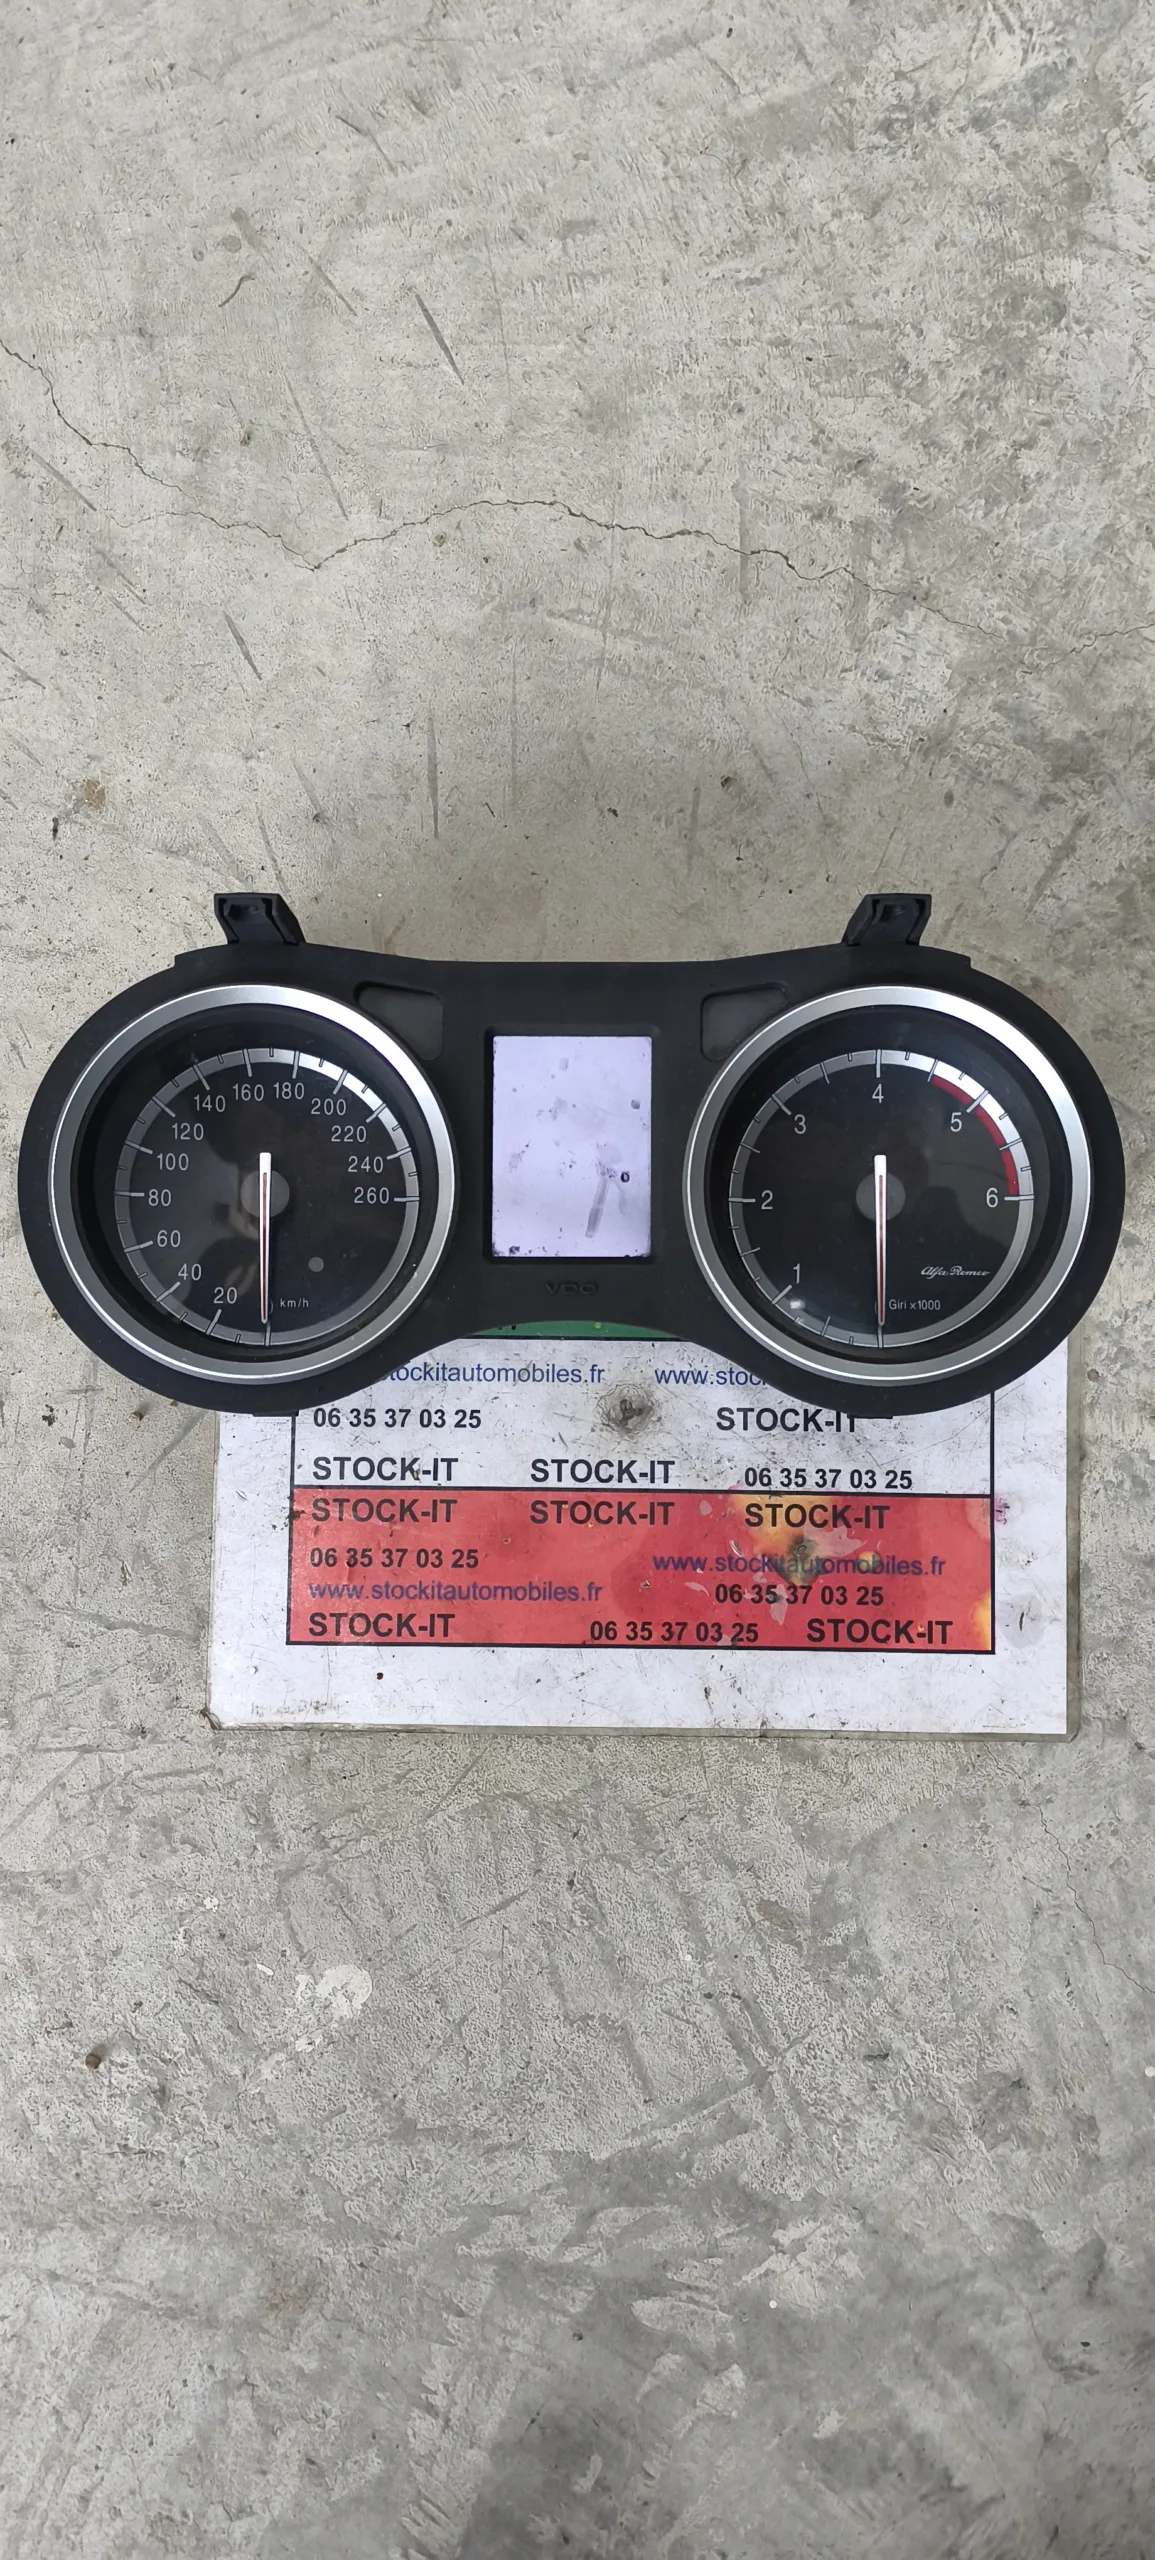 20 40 60 80 100 120 140 160 180 200 220 240 260
km/h
VDO
1 2 3 4 5 6
Alfa Romeo
Giri x1000
stockitautomobiles.fr www.stoc
06 35 37 03 25 STOCK-IT
STOCK-IT STOCK-IT 06 35 37 03 25
STOCK-IT STOCK-IT STOCK-IT
06 35 37 03 25 www.stockitautomobiles.fr
www.stockitautomobiles.fr 06 35 37 03 25
STOCK-IT 06 35 37 03 25 STOCK-IT